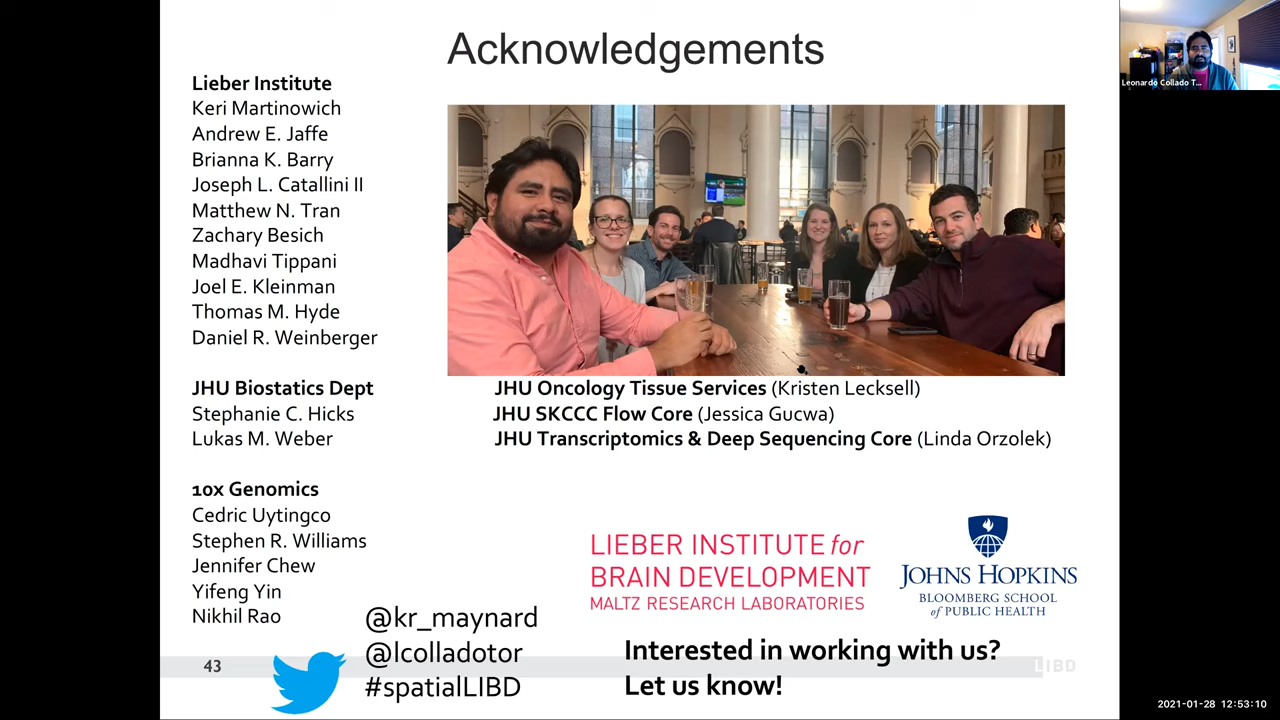 Acknowledgements
Leonardo Collado T...
Lieber Institute
Keri Martinowich
Andrew E. Jaffe
Brianna K. Barry
Joseph L. Catallini II
Matthew N. Tran
Zachary Besich
Madhavi Tippani
Joel E. Kleinman
Thomas M. Hyde
Daniel R. Weinberger
JHU Biostatics Dept
Stephanie C. Hicks
Lukas M. Weber
JHU Oncology Tissue Services (Kristen Lecksell)
JHU SKCCC Flow Core (Jessica Gucwa)
JHU Transcriptomics & Deep Sequencing Core (Linda Orzolek)
10x Genomics
Cedric Uytingco
Stephen R. Williams
Jennifer Chew
Yifeng Yin
Nikhil Rao
LIEBER INSTITUTE for
BRAIN DEVELOPMENT
MALTZ RESEARCH LABORATORIES
JOHNS HOPKINS
BLOOMBERG SCHOOL
of PUBLIC HEALTH
@kr_maynard
@lcolladotor
#spatialLIBD
Interested in working with us?
Let us know!
43
LIBD
2021-01-28 12:53:10